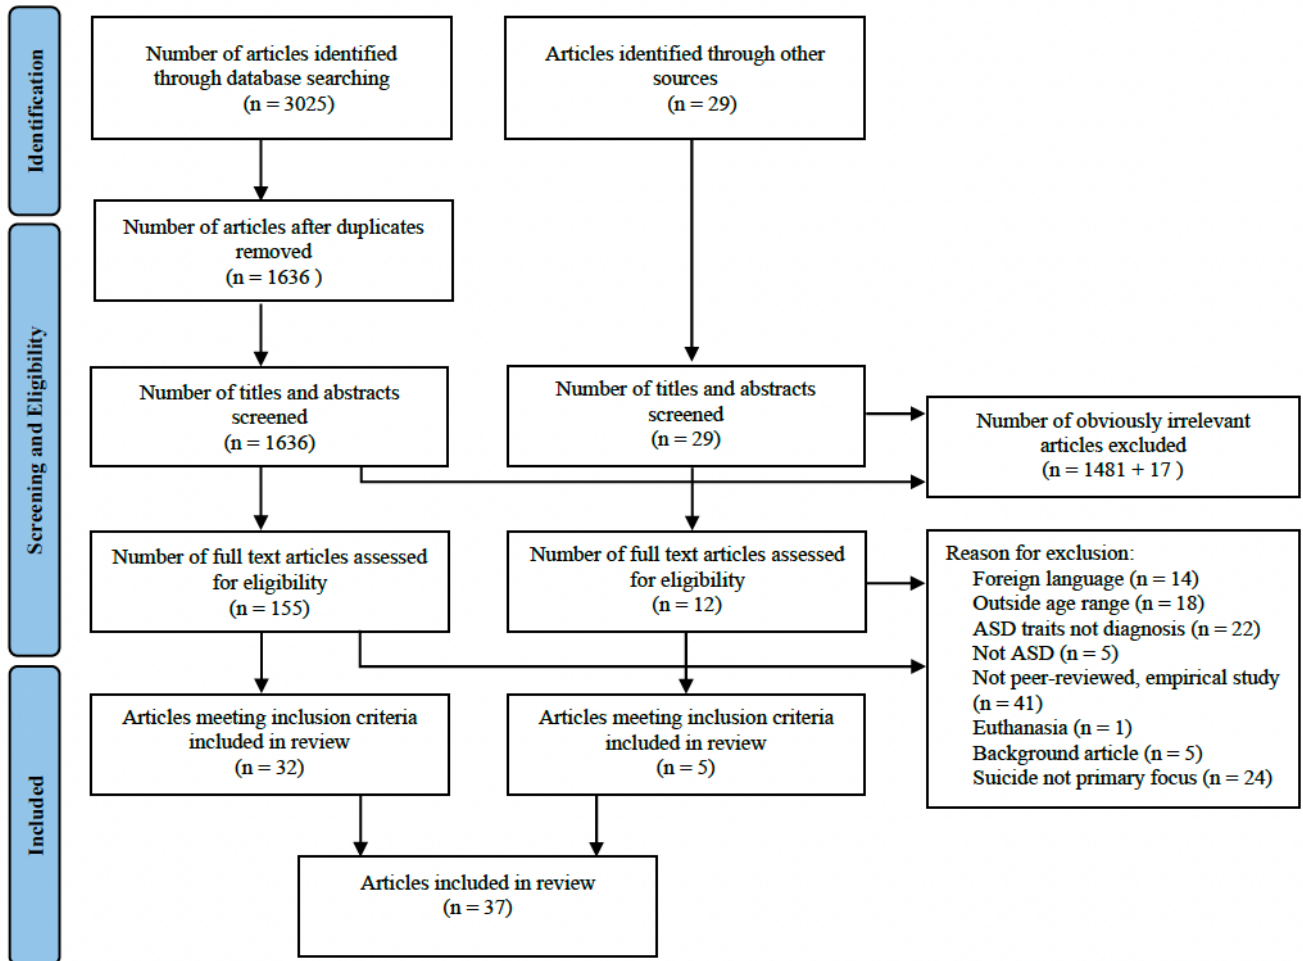 Identification
Number of articles identified
through database searching
(n = 3025)
Articles identified through other
sources
(n = 29)
Screening and Eligibility
Number of articles after duplicates
removed
(n = 1636 )
Number of titles and abstracts
screened
(n = 1636)
Number of titles and abstracts
screened
(n = 29)
Number of obviously irrelevant
articles excluded
(n = 1481 + 17 )
Number of full text articles assessed
for eligibility
(n = 155)
Number of full text articles assessed
for eligibility
(n = 12)
Reason for exclusion:
Foreign language (n = 14)
Outside age range (n = 18)
ASD traits not diagnosis (n = 22)
Not ASD (n = 5)
Not peer-reviewed, empirical study
(n = 41)
Euthanasia (n = 1)
Background article (n = 5)
Suicide not primary focus (n = 24)
Included
Articles meeting inclusion criteria
included in review
(n = 32)
Articles meeting inclusion criteria
included in review
(n = 5)
Articles included in review
(n = 37)